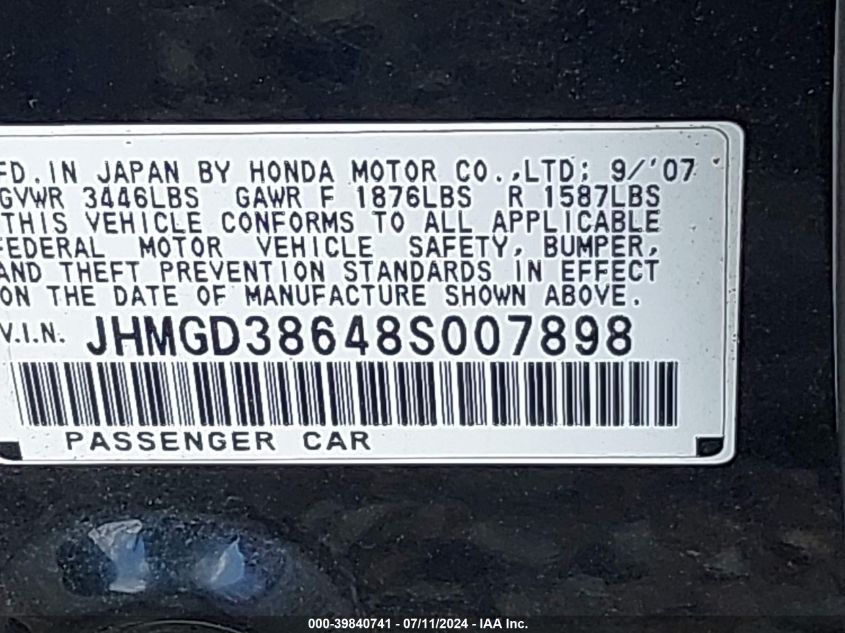 FD. IN JAPAN BY HONDA MOTOR CO.,LTD; 9/'07
GVWR 3446LBS GAWR F 1876LBS R 1587LBS
THIS VEHICLE CONFORMS TO ALL APPLICABLE
FEDERAL MOTOR VEHICLE SAFETY, BUMPER,
AND THEFT PREVENTION STANDARDS IN EFFECT
ON THE DATE OF MANUFACTURE SHOWN ABOVE.
V.I.N. JHMGD38648S007898
PASSENGER CAR
000-39840741 - 07/11/2024 - IAA Inc.